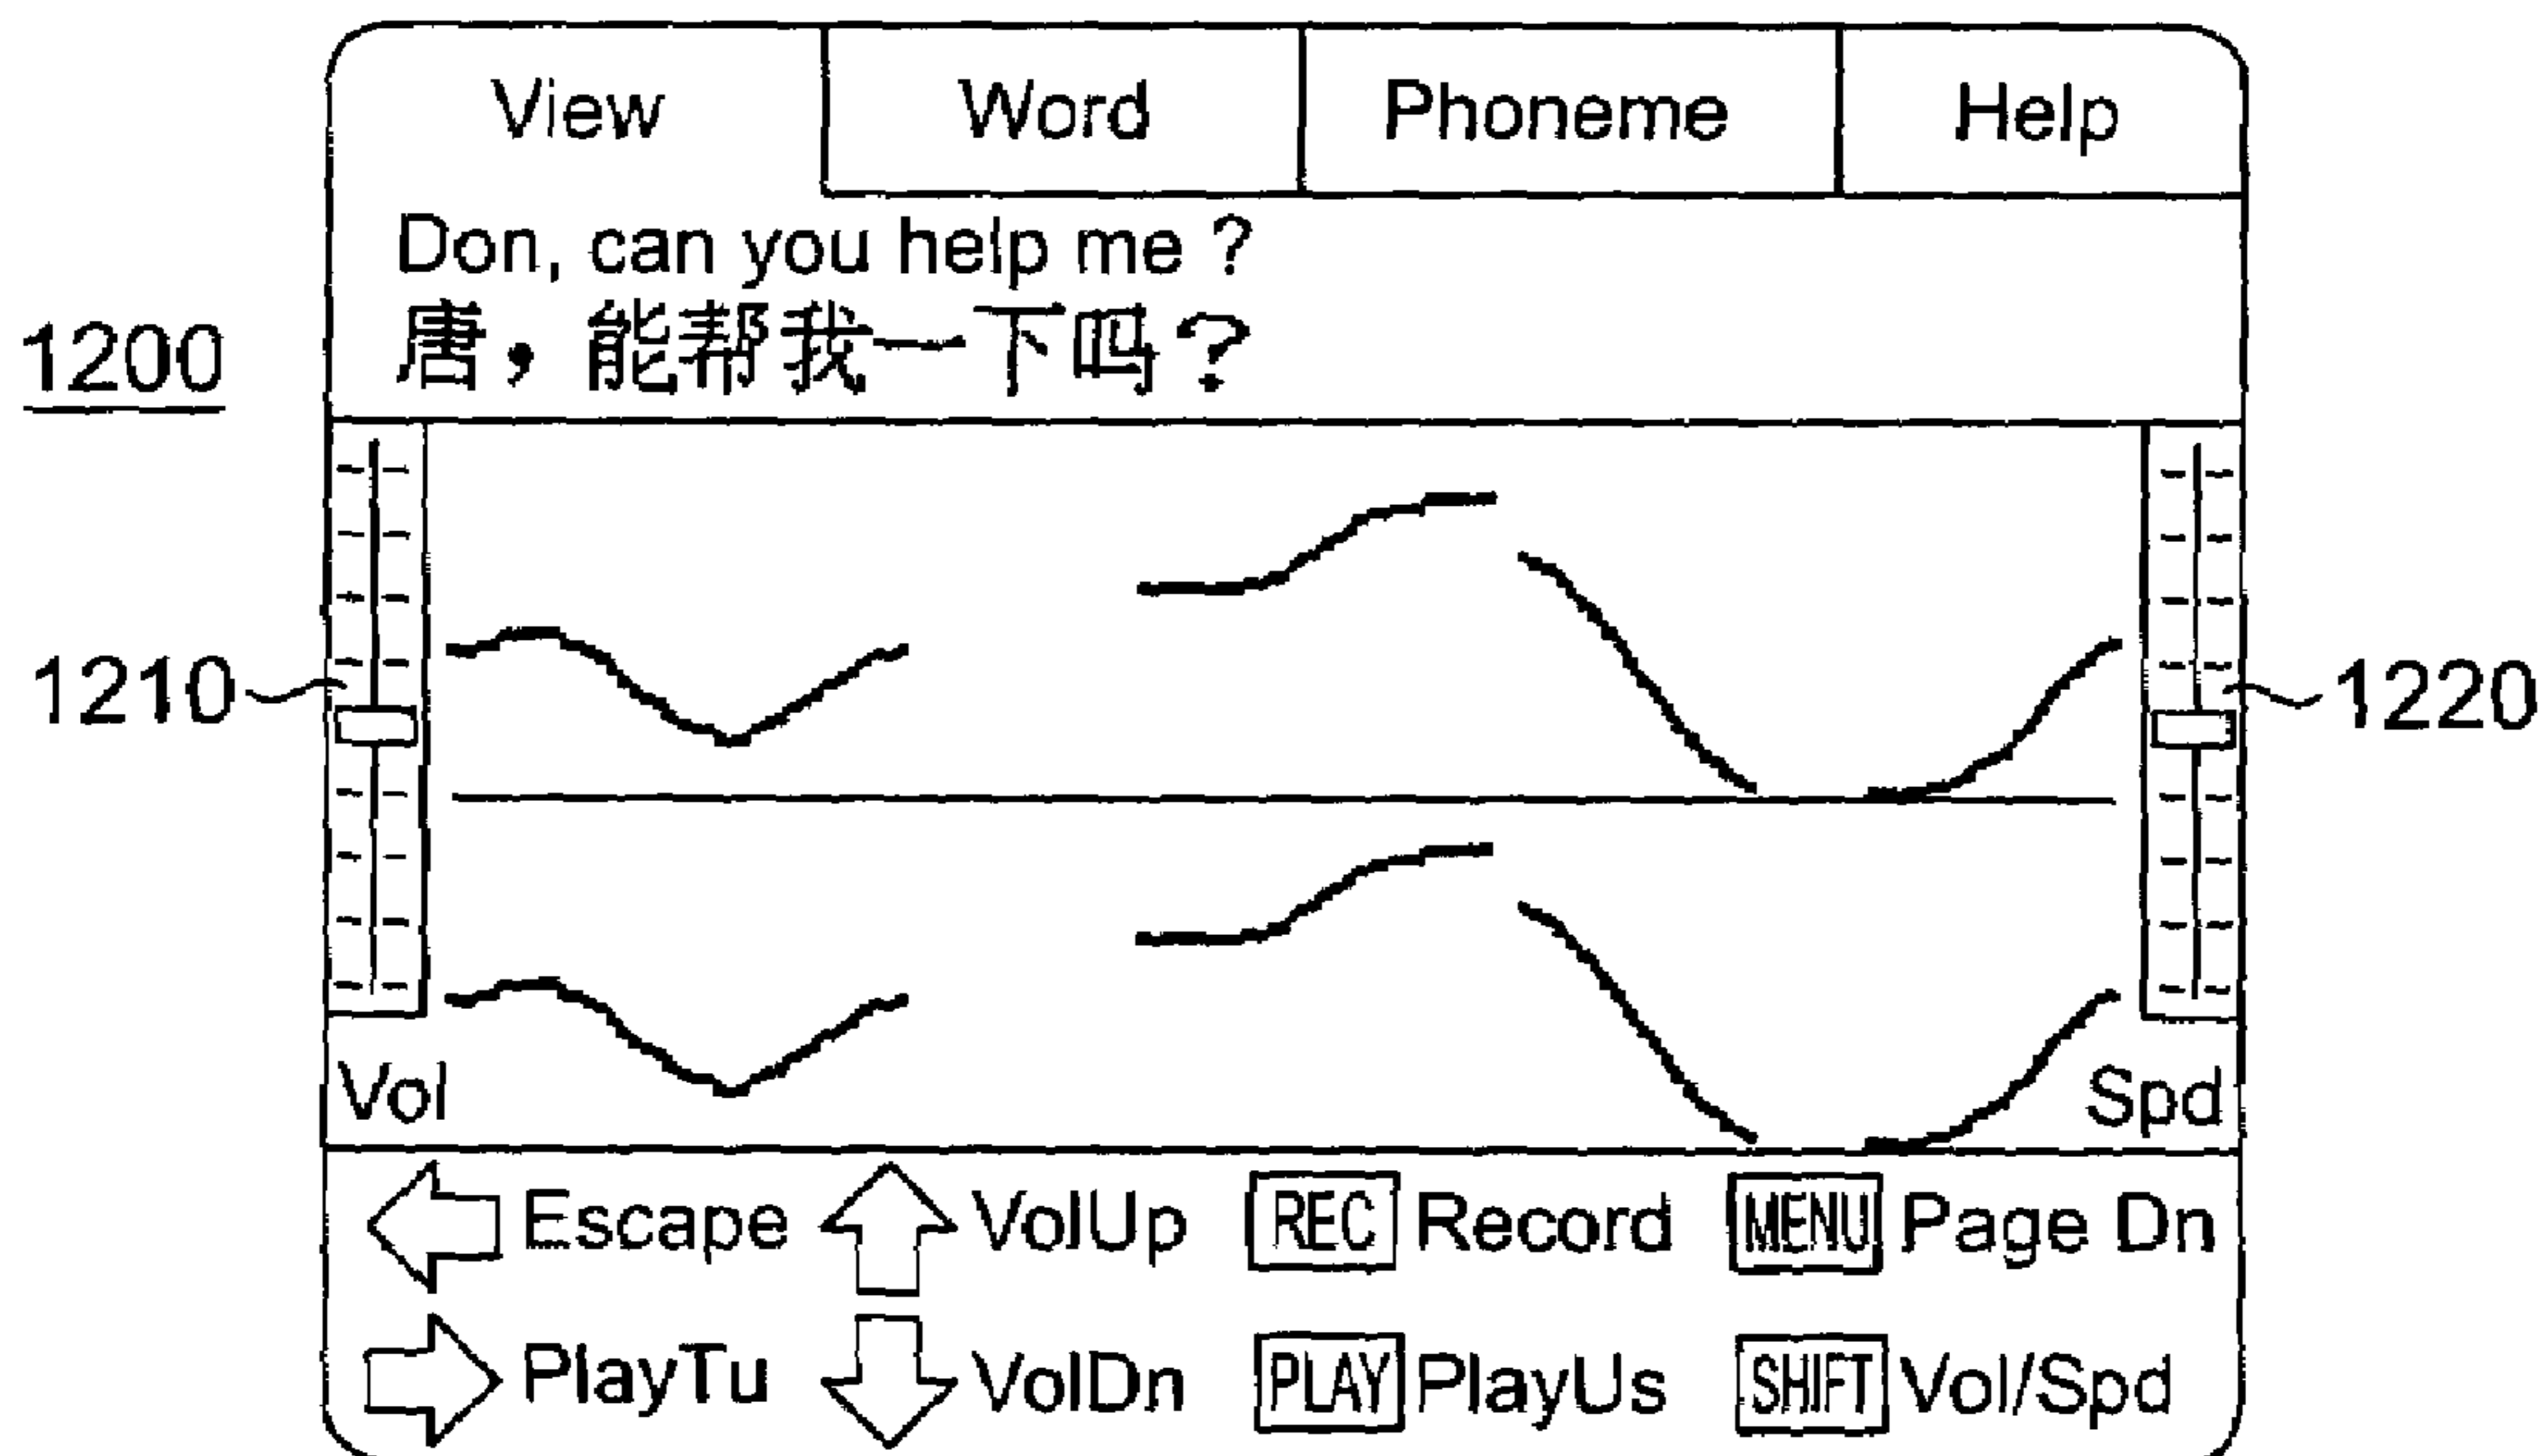 View Word Phoneme Help
Don, can you help me ?
唐，能帮我一下吗？
1200
1210
1220
Vol
Spd
Escape VolUp REC Record MENU Page Dn
PlayTu VolDn PLAY PlayUs SHIFT Vol/Spd